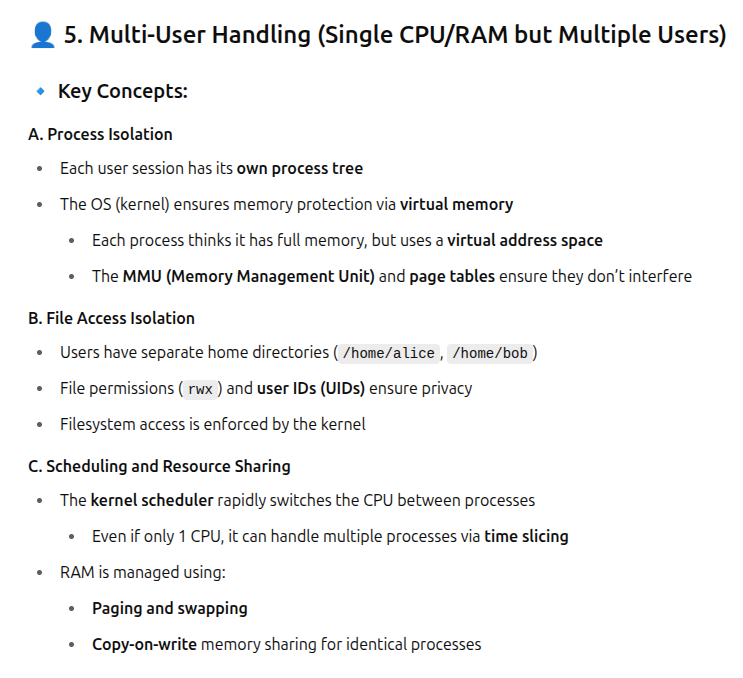 👤 5. Multi-User Handling (Single CPU/RAM but Multiple Users)
🔹 Key Concepts:
A. Process Isolation
• Each user session has its own process tree
• The OS (kernel) ensures memory protection via virtual memory
• Each process thinks it has full memory, but uses a virtual address space
• The MMU (Memory Management Unit) and page tables ensure they don’t interfere
B. File Access Isolation
• Users have separate home directories (/home/alice, /home/bob)
• File permissions (rwx) and user IDs (UIDs) ensure privacy
• Filesystem access is enforced by the kernel
C. Scheduling and Resource Sharing
• The kernel scheduler rapidly switches the CPU between processes
• Even if only 1 CPU, it can handle multiple processes via time slicing
• RAM is managed using:
• Paging and swapping
• Copy-on-write memory sharing for identical processes